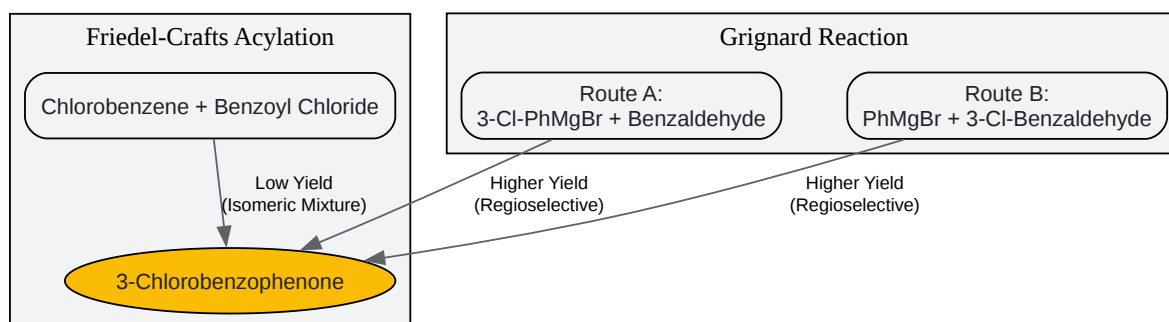 Friedel-Crafts Acylation
Grignard Reaction
Chlorobenzene + Benzoyl Chloride
Route A:
3-Cl-PhMgBr + Benzaldehyde
Route B:
PhMgBr + 3-Cl-Benzaldehyde
Low Yield
(Isomeric Mixture)
Higher Yield
(Regioselective)
Higher Yield
(Regioselective)
3-Chlorobenzophenone